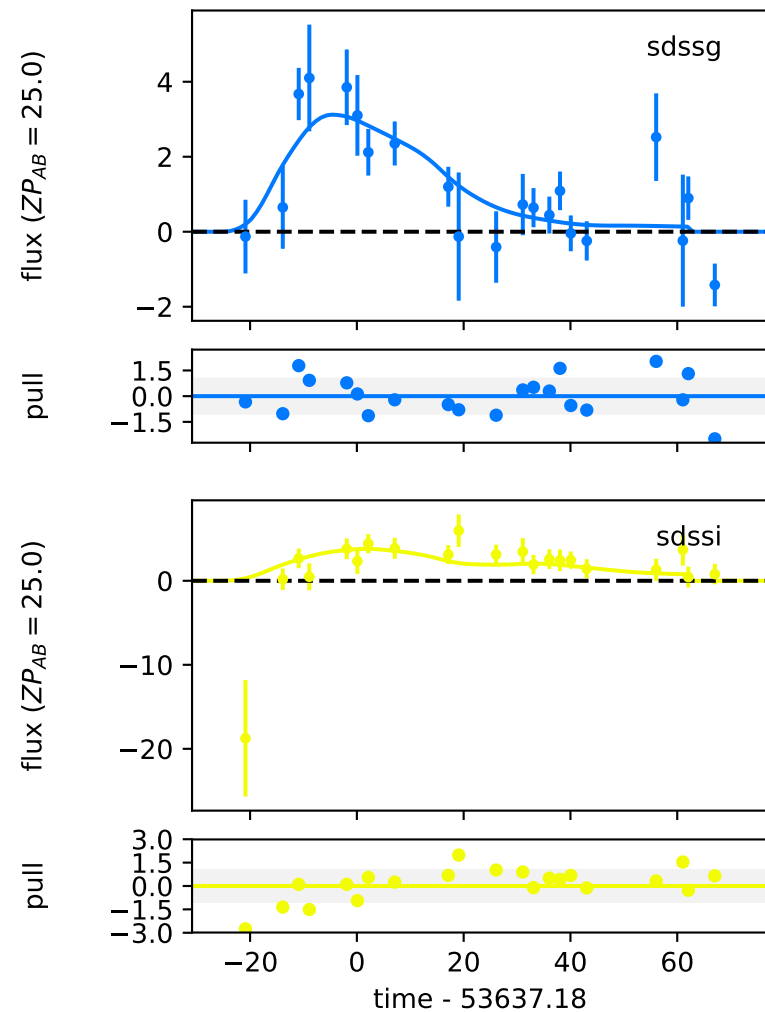 sdssg
flux (ZP_AB = 25.0)
4
2
0
−2
pull
1.5
0.0
−1.5
sdssi
flux (ZP_AB = 25.0)
0
−10
−20
pull
3.0
1.5
0.0
−1.5
−3.0
−20 0 20 40 60
time - 53637.18